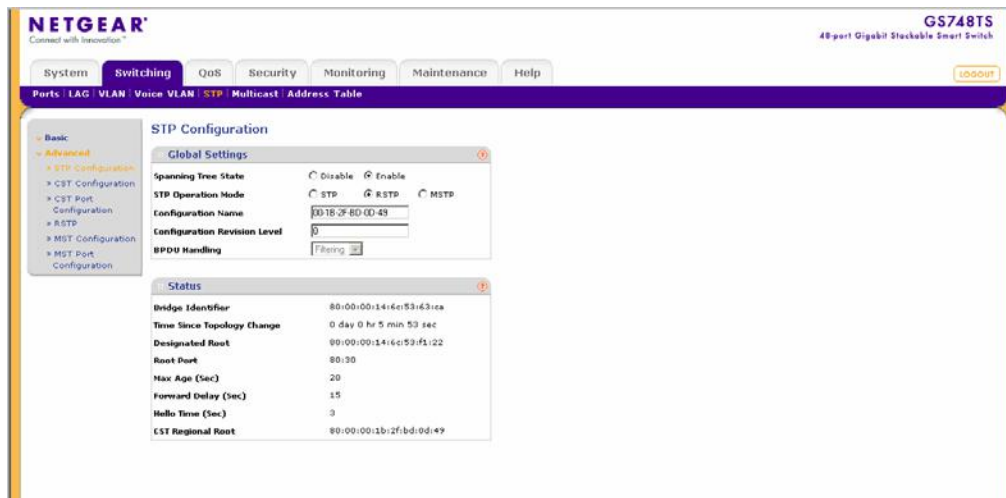 NETGEAR
Connect with Innovation™
GS748TS
48-port Gigabit Stackable Smart Switch
System Switching QoS Security Monitoring Maintenance Help
LOGOUT
Ports LAG VLAN Voice VLAN STP Multicast Address Table
Basic
Advanced
STP Configuration
CST Configuration
CST Port
Configuration
RSTP
MST Configuration
MST Port
Configuration
STP Configuration
Global Settings
Spanning Tree State Disable Enable
STP Operation Mode STP RSTP MSTP
Configuration Name 00-1B-2F-BD-0D-49
Configuration Revision Level 0
BPDU Handling Filtering
Status
Bridge Identifier 80:00:00:14:6c:53:63:ca
Time Since Topology Change 0 day 0 hr 5 min 53 sec
Designated Root 80:00:00:14:6c:53:f1:22
Root Port 80:30
Max Age (Sec) 20
Forward Delay (Sec) 15
Hello Time (Sec) 3
CST Regional Root 80:00:00:1b:2f:bd:0d:49